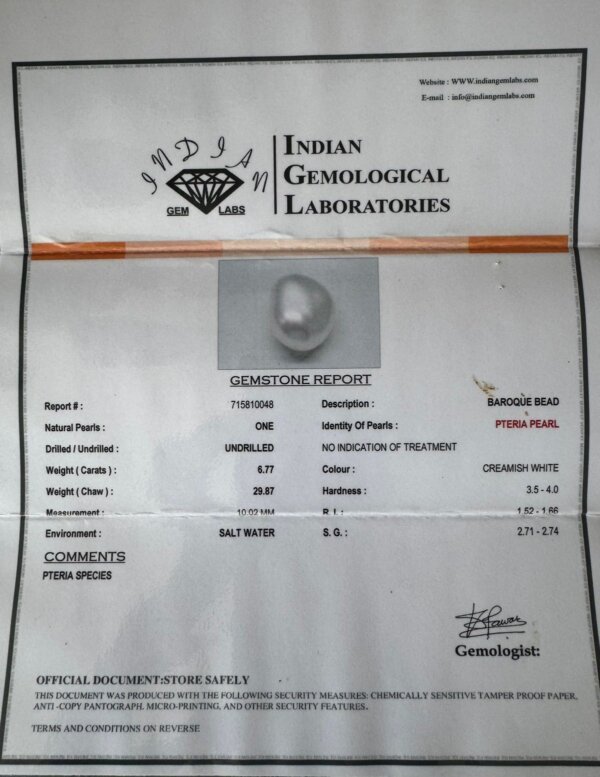 Website : WWW.indiangemlabs.com
E-mail : info@indiangemlabs.com
INDIAN
GEM LABS
INDIAN
GEMOLOGICAL
LABORATORIES
GEMSTONE REPORT
Report # : 715810048 Description : BAROQUE BEAD
Natural Pearls : ONE Identity Of Pearls : PTERIA PEARL
Drilled / Undrilled : UNDRILLED NO INDICATION OF TREATMENT
Weight ( Carats ) : 6.77 Colour : CREAMISH WHITE
Weight ( Chaw ) : 29.87 Hardness : 3.5 - 4.0
Measurement : 10.02 MM R. I. : 1.52 - 1.66
Environment : SALT WATER S. G. : 2.71 - 2.74
COMMENTS
PTERIA SPECIES
Gemologist:
OFFICIAL DOCUMENT:STORE SAFELY
THIS DOCUMENT WAS PRODUCED WITH THE FOLLOWING SECURITY MEASURES: CHEMICALLY SENSITIVE TAMPER PROOF PAPER,
ANTI -COPY PANTOGRAPH, MICRO-PRINTING, AND OTHER SECURITY FEATURES.
TERMS AND CONDITIONS ON REVERSE